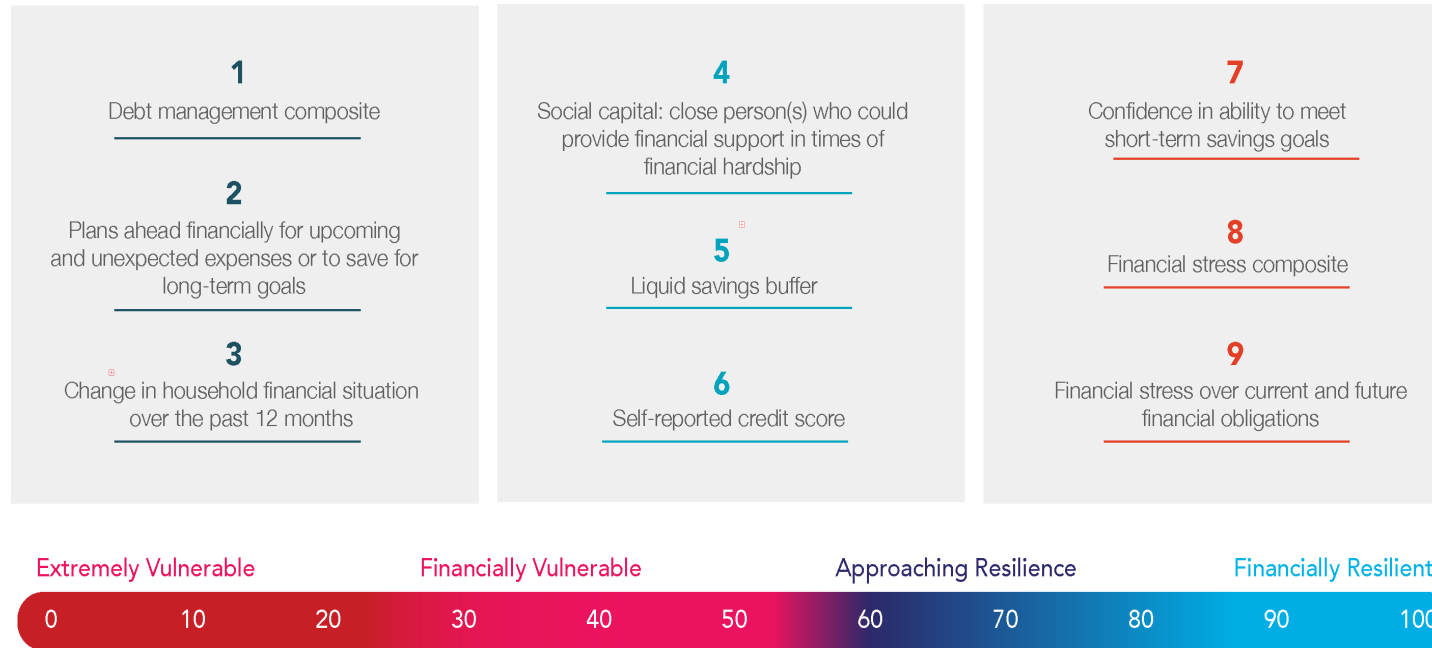 1
Debt management composite
2
Plans ahead financially for upcoming
and unexpected expenses or to save for
long-term goals
3
Change in household financial situation
over the past 12 months
4
Social capital: close person(s) who could
provide financial support in times of
financial hardship
5
Liquid savings buffer
6
Self-reported credit score
7
Confidence in ability to meet
short-term savings goals
8
Financial stress composite
9
Financial stress over current and future
financial obligations
Extremely Vulnerable Financially Vulnerable Approaching Resilience Financially Resilient
0 10 20 30 40 50 60 70 80 90 100